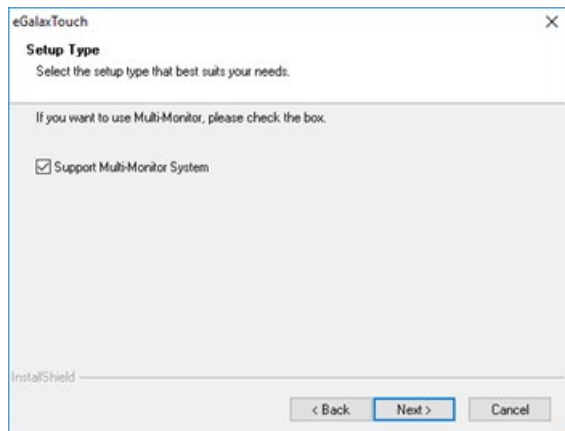 eGalaxTouch
Setup Type
Select the setup type that best suits your needs.
If you want to use Multi-Monitor, please check the box.
Support Multi-Monitor System
InstallShield
< Back Next > Cancel